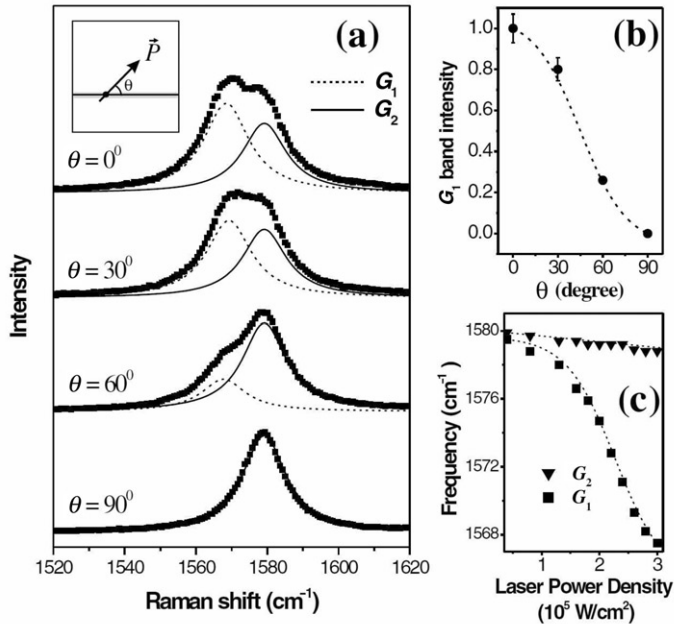 (a)
P
θ
G1
G2
θ = 0⁰
θ = 30⁰
θ = 60⁰
θ = 90⁰
Intensity
1520 1540 1560 1580 1600 1620
Raman shift (cm⁻¹)
(b)
G1 band intensity
1.0
0.8
0.6
0.4
0.2
0.0
0 30 60 90
θ (degree)
(c)
Frequency (cm⁻¹)
1580
1576
1572
1568
G2
G1
1 2 3
Laser Power Density
(10⁵ W/cm²)